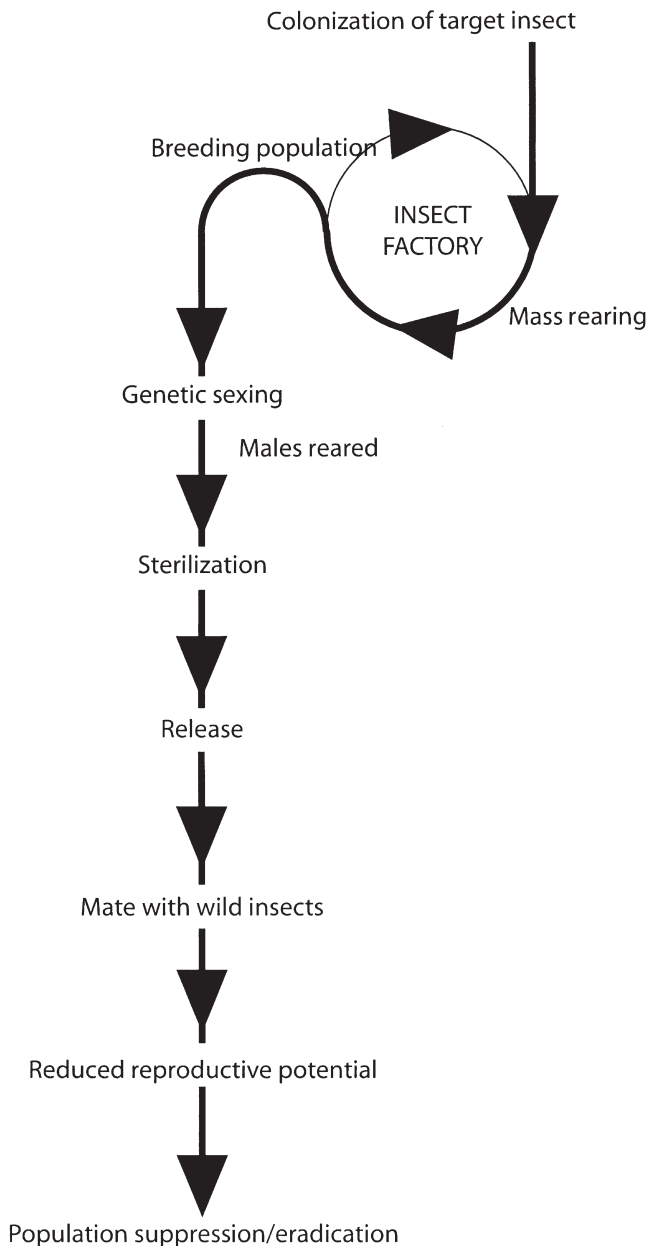 Colonization of target insect
Breeding population
INSECT
FACTORY
Mass rearing
Genetic sexing
Males reared
Sterilization
Release
Mate with wild insects
Reduced reproductive potential
Population suppression/eradication